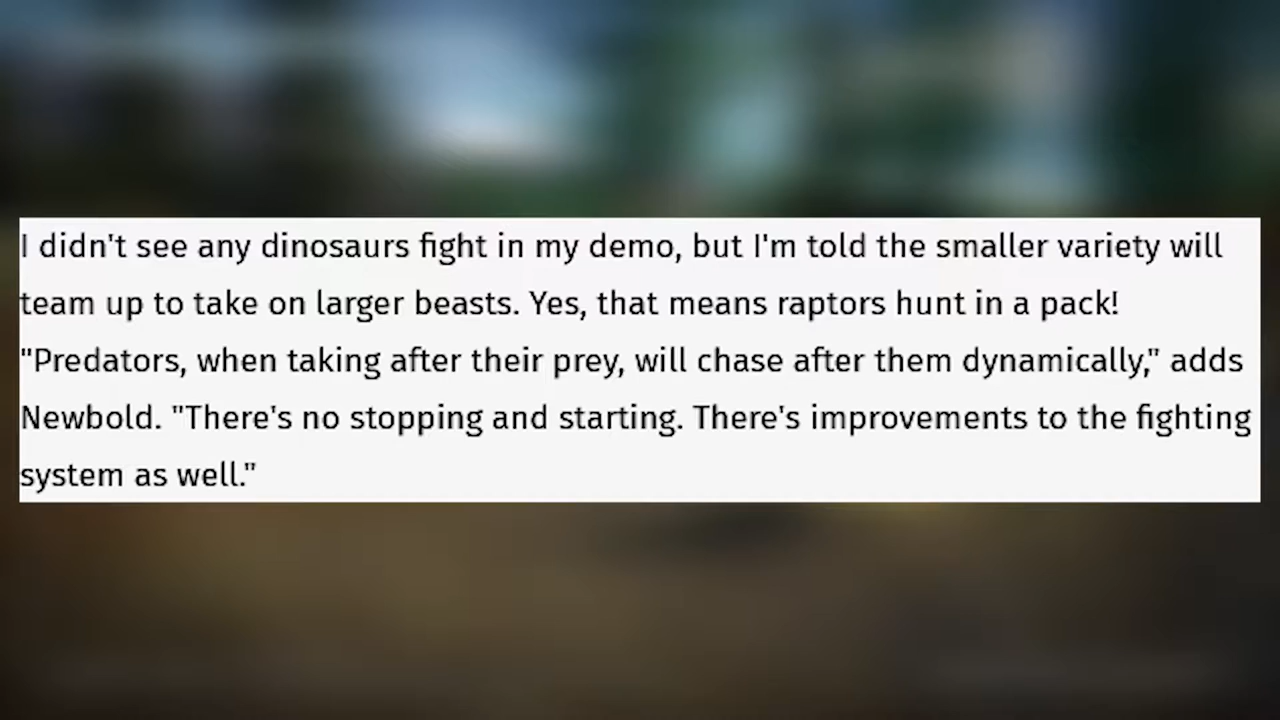 I didn't see any dinosaurs fight in my demo, but I'm told the smaller variety will
team up to take on larger beasts. Yes, that means raptors hunt in a pack!
"Predators, when taking after their prey, will chase after them dynamically," adds
Newbold. "There's no stopping and starting. There's improvements to the fighting
system as well."